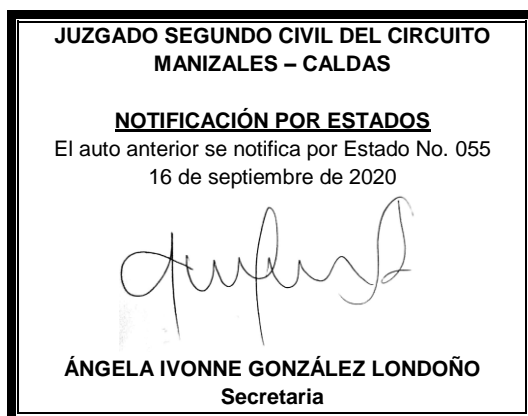 JUZGADO SEGUNDO CIVIL DEL CIRCUITO
MANIZALES – CALDAS
NOTIFICACIÓN POR ESTADOS
El auto anterior se notifica por Estado No. 055
16 de septiembre de 2020
ÁNGELA IVONNE GONZÁLEZ LONDOÑO
Secretaria